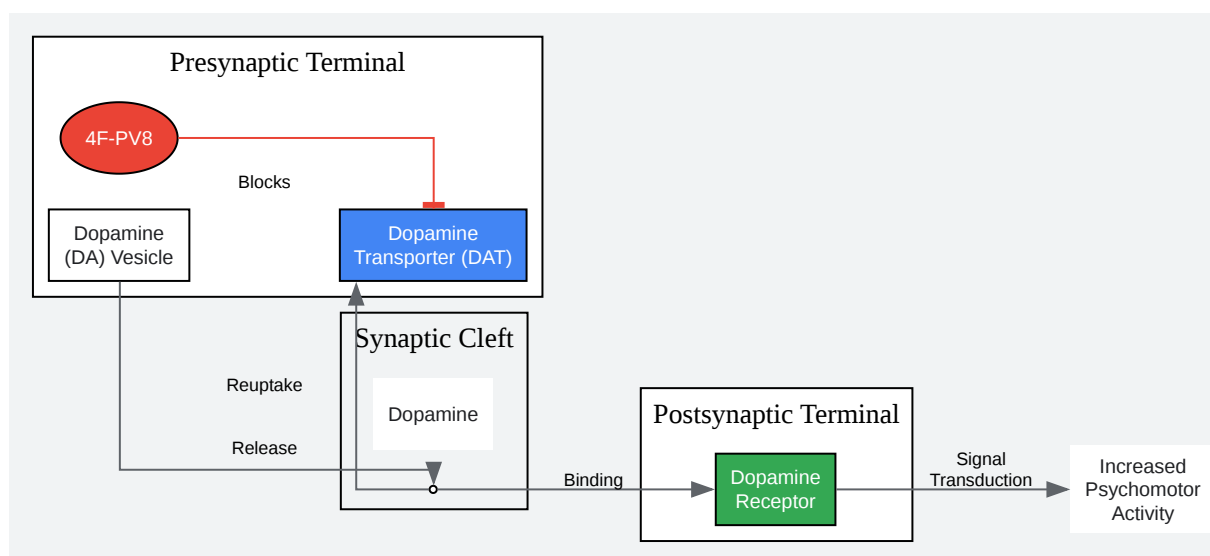 Presynaptic Terminal
4F-PV8
Blocks
Dopamine
(DA) Vesicle
Dopamine
Transporter (DAT)
Synaptic Cleft
Reuptake
Dopamine
Release
Postsynaptic Terminal
Binding
Dopamine
Receptor
Signal
Transduction
Increased
Psychomotor
Activity